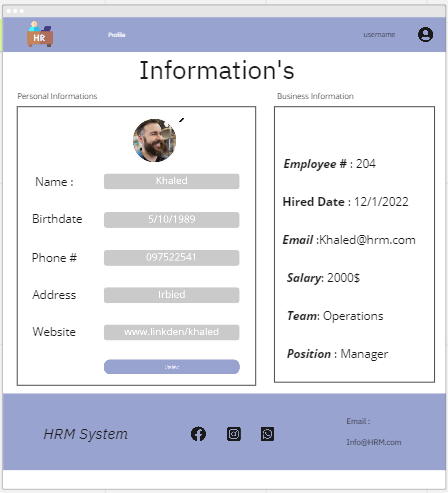 HR
Profile
username
Information's
Personal Informations
Business Information
Name :
Khaled
Birthdate
5/10/1989
Phone #
097522541
Address
Irbied
Website
www.linkden/khaled
Employee # : 204
Hired Date : 12/1/2022
Email :Khaled@hrm.com
Salary: 2000$
Team: Operations
Position : Manager
HRM System
Email :
Info@HRM.com